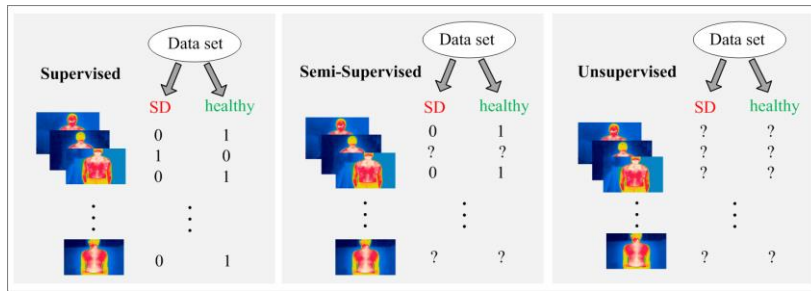 Data set
Supervised
SD healthy
0 1
1 0
0 1
0 1
Data set
Semi-Supervised
SD healthy
0 1
? ?
0 1
? ?
Data set
Unsupervised
SD healthy
? ?
? ?
? ?
? ?